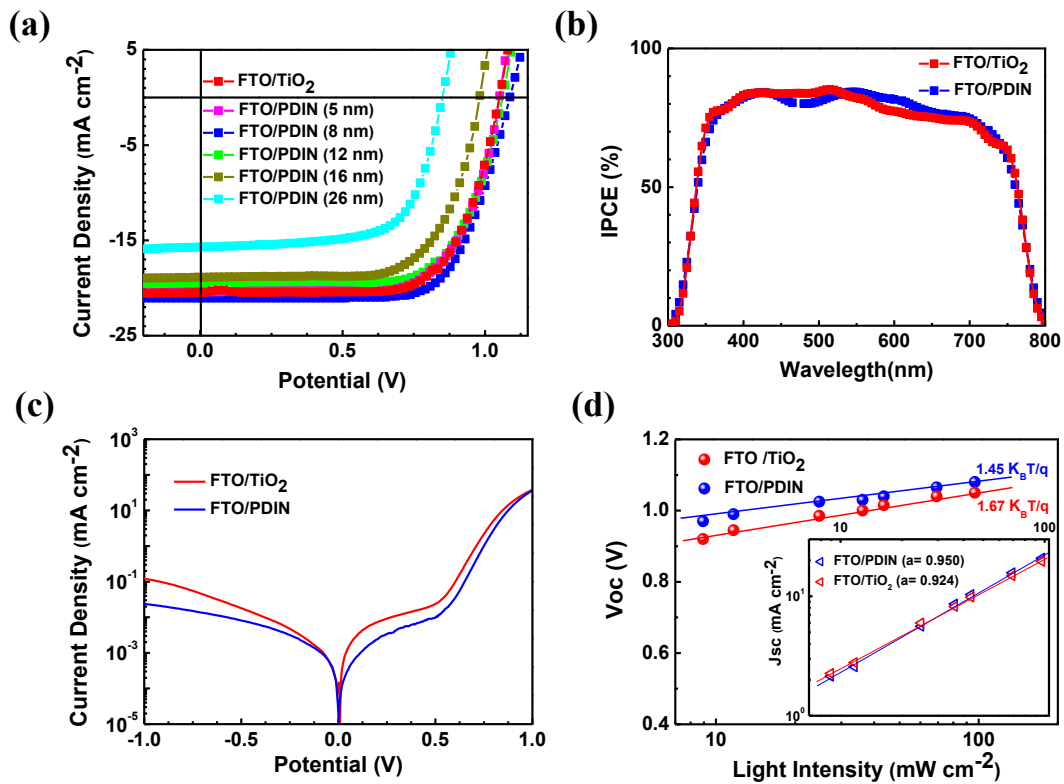 (a)
Current Density (mA cm-2)
5
-5
-15
-25
FTO/TiO2
FTO/PDIN (5 nm)
FTO/PDIN (8 nm)
FTO/PDIN (12 nm)
FTO/PDIN (16 nm)
FTO/PDIN (26 nm)
0.0 0.5 1.0
Potential (V)
(b)
IPCE (%)
100
50
0
FTO/TiO2
FTO/PDIN
300 400 500 600 700 800
Wavelegth(nm)
(c)
Current Density (mA cm-2)
10^3
10^1
10^-1
10^-3
10^-5
FTO/TiO2
FTO/PDIN
-1.0 -0.5 0.0 0.5 1.0
Potential (V)
(d)
Voc (V)
1.2
1.0
0.8
0.6
0.4
FTO /TiO2
FTO/PDIN
1.45 KBT/q
1.67 KBT/q
10 100
Jsc (mA cm-2)
10^1
10^0
FTO/PDIN (a= 0.950)
FTO/TiO2 (a= 0.924)
10 100
Light Intensity (mW cm-2)